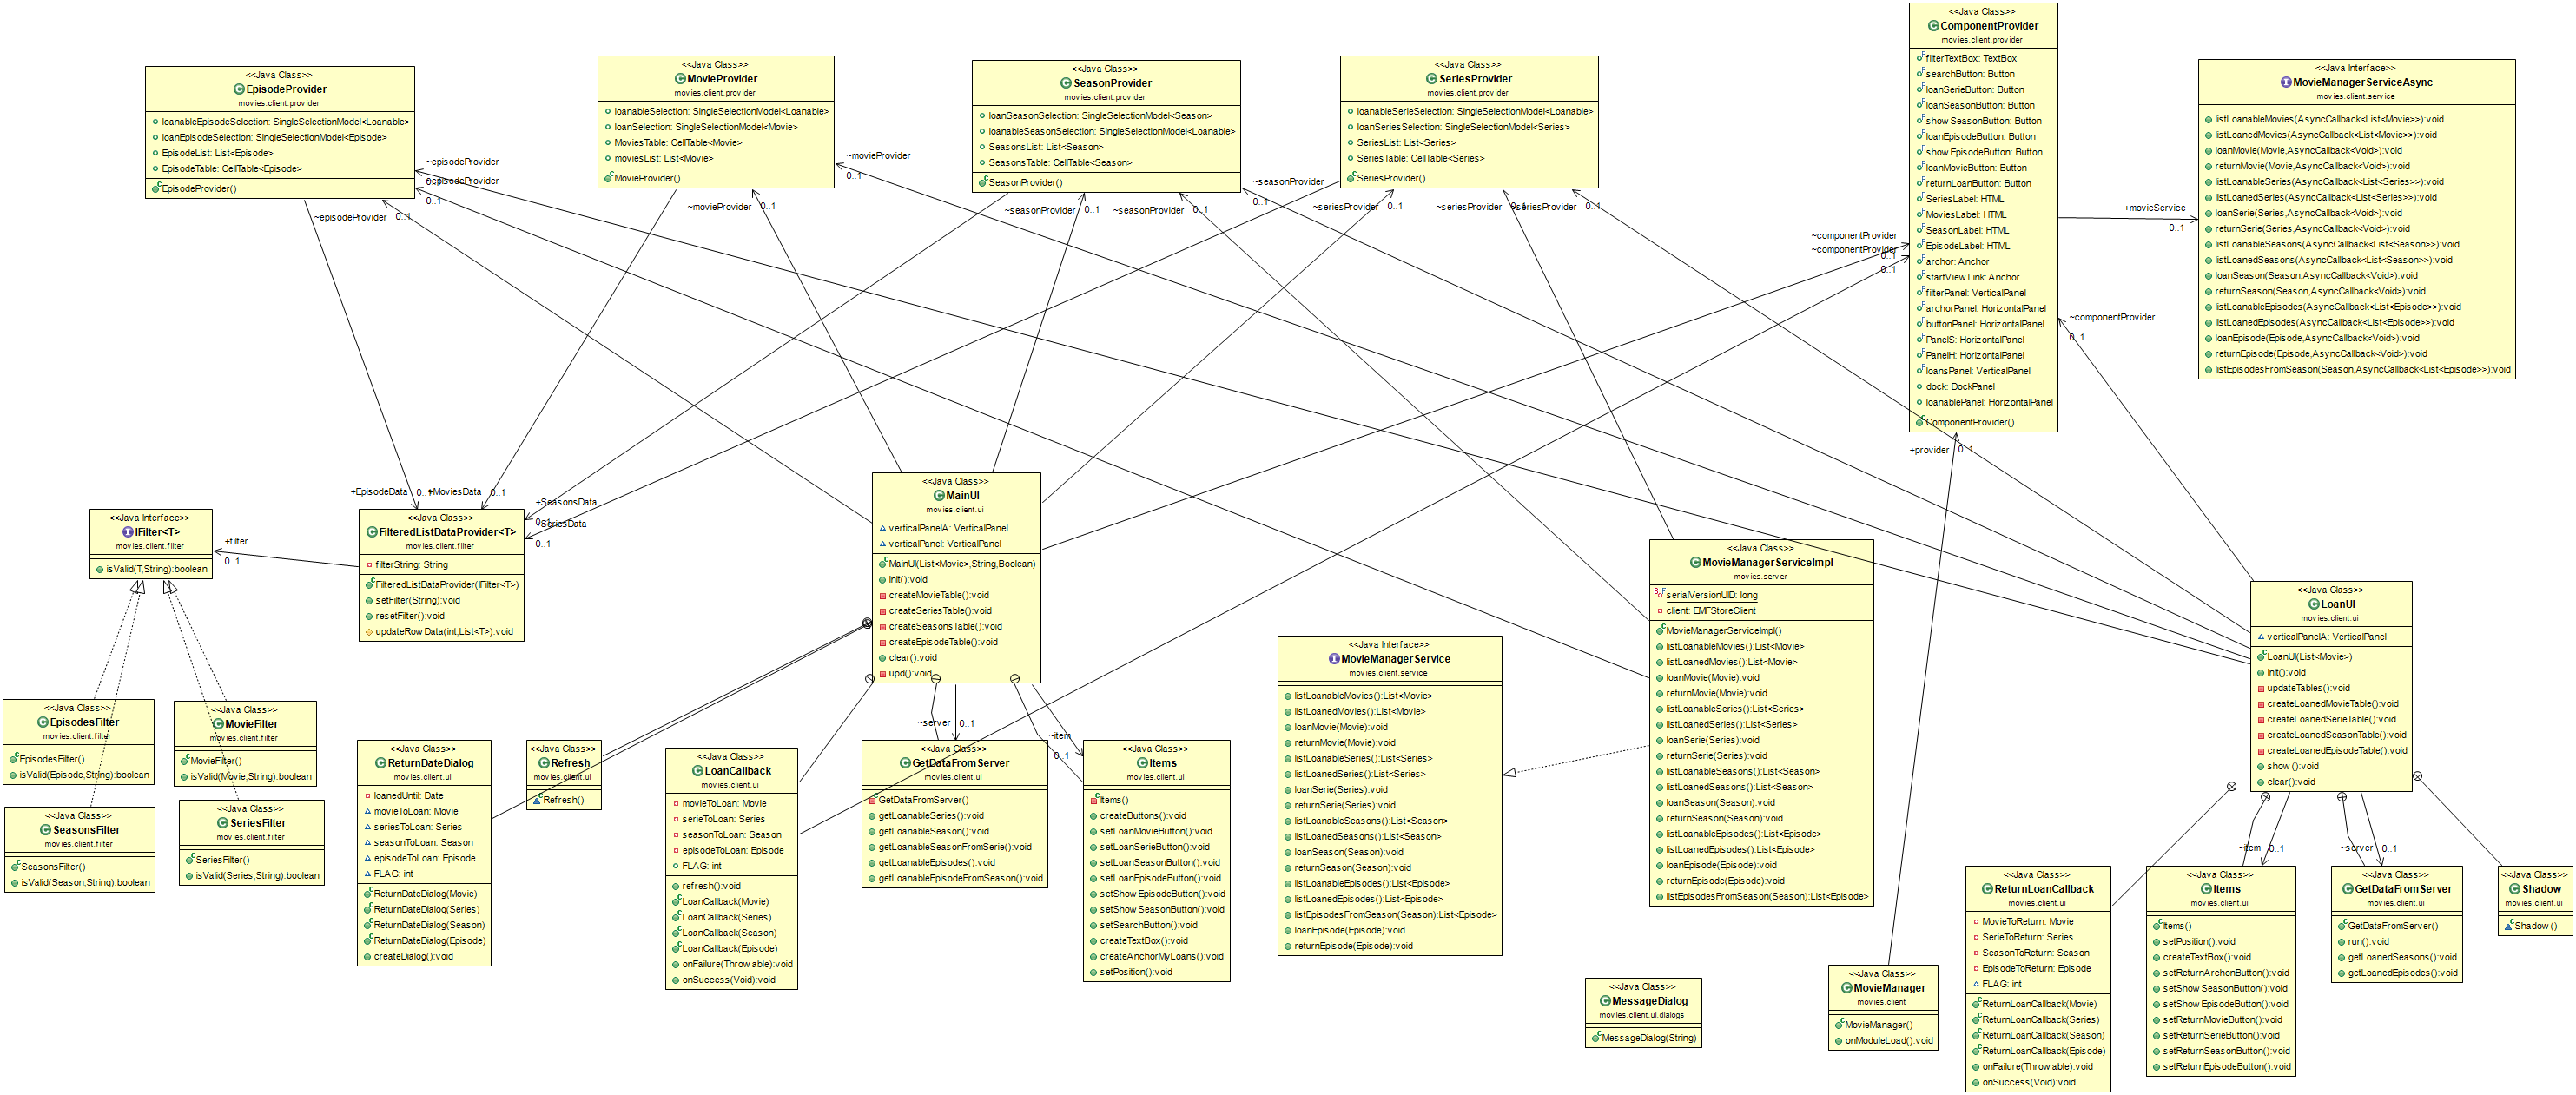 <<Java Class>>
EpisodeProvider
movies.client.provider
loanableEpisodeSelection: SingleSelectionModel<Loanable>
loanEpisodeSelection: SingleSelectionModel<Episode>
EpisodeList: List<Episode>
EpisodeTable: CellTable<Episode>
EpisodeProvider()
<<Java Class>>
MovieProvider
movies.client.provider
loanableSelection: SingleSelectionModel<Loanable>
loanSelection: SingleSelectionModel<Movie>
MoviesTable: CellTable<Movie>
moviesList: List<Movie>
MovieProvider()
<<Java Class>>
SeasonProvider
movies.client.provider
loanSeasonSelection: SingleSelectionModel<Season>
loanableSeasonSelection: SingleSelectionModel<Loanable>
SeasonsList: List<Season>
SeasonsTable: CellTable<Season>
SeasonProvider()
<<Java Class>>
SeriesProvider
movies.client.provider
loanableSerieSelection: SingleSelectionModel<Loanable>
loanSeriesSelection: SingleSelectionModel<Series>
SeriesList: List<Series>
SeriesTable: CellTable<Series>
SeriesProvider()
<<Java Class>>
ComponentProvider
movies.client.provider
filterTextBox: TextBox
searchButton: Button
loanSerieButton: Button
loanSeasonButton: Button
show SeasonButton: Button
loanEpisodeButton: Button
show EpisodeButton: Button
loanMovieButton: Button
returnLoanButton: Button
SeriesLabel: HTML
MoviesLabel: HTML
SeasonLabel: HTML
EpisodeLabel: HTML
archor: Anchor
startView Link: Anchor
filterPanel: VerticalPanel
archorPanel: HorizontalPanel
buttonPanel: HorizontalPanel
PanelS: HorizontalPanel
PanelH: HorizontalPanel
loansPanel: VerticalPanel
dock: DockPanel
loanablePanel: HorizontalPanel
ComponentProvider()
<<Java Interface>>
MovieManagerServiceAsync
movies.client.service
listLoanableMovies(AsyncCallback<List<Movie>>):void
listLoanedMovies(AsyncCallback<List<Movie>>):void
loanMovie(Movie,AsyncCallback<Void>):void
returnMovie(Movie,AsyncCallback<Void>):void
listLoanableSeries(AsyncCallback<List<Series>>):void
listLoanedSeries(AsyncCallback<List<Series>>):void
loanSerie(Series,AsyncCallback<Void>):void
returnSerie(Series,AsyncCallback<Void>):void
listLoanableSeasons(AsyncCallback<List<Season>>):void
listLoanedSeasons(AsyncCallback<List<Season>>):void
loanSeason(Season,AsyncCallback<Void>):void
returnSeason(Season,AsyncCallback<Void>):void
listLoanableEpisodes(AsyncCallback<List<Episode>>):void
listLoanedEpisodes(AsyncCallback<List<Episode>>):void
loanEpisode(Episode,AsyncCallback<Void>):void
returnEpisode(Episode,AsyncCallback<Void>):void
listEpisodesFromSeason(Season,AsyncCallback<List<Episode>>):void
~episodeProvider
0..1
~episodeProvider
0..1
~episodeProvider
0..1
~movieProvider
0..1
~movieProvider
0..1
~seasonProvider
0..1
~seasonProvider
0..1
~seasonProvider
0..1
~seriesProvider
0..1
~seriesProvider
0..1
~seriesProvider
0..1
~componentProvider
0..1
~componentProvider
0..1
+movieService
0..1
~componentProvider
0..1
+provider
0..1
+EpisodeData
0..1
+MoviesData
0..1
+SeasonsData
0..1
+SeriesData
0..1
+filter
0..1
<<Java Interface>>
IFilter<T>
movies.client.filter
isValid(T,String):boolean
<<Java Class>>
FilteredListDataProvider<T>
movies.client.filter
filterString: String
FilteredListDataProvider(IFilter<T>)
setFilter(String):void
resetFilter():void
updateRow Data(int,List<T>):void
<<Java Class>>
MainUI
movies.client.ui
verticalPanelA: VerticalPanel
verticalPanel: VerticalPanel
MainUI(List<Movie>,String,Boolean)
init():void
createMovieTable():void
createSeriesTable():void
createSeasonsTable():void
createEpisodeTable():void
clear():void
upd():void
<<Java Class>>
MovieManagerServiceImpl
movies.server
serialVersionUID: long
client: EMFStoreClient
MovieManagerServiceImpl()
listLoanableMovies():List<Movie>
listLoanedMovies():List<Movie>
loanMovie(Movie):void
returnMovie(Movie):void
listLoanableSeries():List<Series>
listLoanedSeries():List<Series>
loanSerie(Series):void
returnSerie(Series):void
listLoanableSeasons():List<Season>
listLoanedSeasons():List<Season>
loanSeason(Season):void
returnSeason(Season):void
listLoanableEpisodes():List<Episode>
listLoanedEpisodes():List<Episode>
loanEpisode(Episode):void
returnEpisode(Episode):void
listEpisodesFromSeason(Season):List<Episode>
<<Java Class>>
LoanUI
movies.client.ui
verticalPanelA: VerticalPanel
LoanUI(List<Movie>)
init():void
updateTables():void
createLoanedMovieTable():void
createLoanedSerieTable():void
createLoanedSeasonTable():void
createLoanedEpisodeTable():void
show ():void
clear():void
<<Java Interface>>
MovieManagerService
movies.client.service
listLoanableMovies():List<Movie>
listLoanedMovies():List<Movie>
loanMovie(Movie):void
returnMovie(Movie):void
listLoanableSeries():List<Series>
listLoanedSeries():List<Series>
loanSerie(Series):void
returnSerie(Series):void
listLoanableSeasons():List<Season>
listLoanedSeasons():List<Season>
loanSeason(Season):void
returnSeason(Season):void
listLoanableEpisodes():List<Episode>
listLoanedEpisodes():List<Episode>
listEpisodesFromSeason(Season):List<Episode>
loanEpisode(Episode):void
returnEpisode(Episode):void
<<Java Class>>
EpisodesFilter
movies.client.filter
EpisodesFilter()
isValid(Episode,String):boolean
<<Java Class>>
MovieFilter
movies.client.filter
MovieFilter()
isValid(Movie,String):boolean
<<Java Class>>
SeasonsFilter
movies.client.filter
SeasonsFilter()
isValid(Season,String):boolean
<<Java Class>>
SeriesFilter
movies.client.filter
SeriesFilter()
isValid(Series,String):boolean
<<Java Class>>
ReturnDateDialog
movies.client.ui
loanedUntil: Date
movieToLoan: Movie
seriesToLoan: Series
seasonToLoan: Season
episodeToLoan: Episode
FLAG: int
ReturnDateDialog(Movie)
ReturnDateDialog(Series)
ReturnDateDialog(Season)
ReturnDateDialog(Episode)
createDialog():void
<<Java Class>>
Refresh
movies.client.ui
Refresh()
<<Java Class>>
LoanCallback
movies.client.ui
movieToLoan: Movie
serieToLoan: Series
seasonToLoan: Season
episodeToLoan: Episode
FLAG: int
refresh():void
LoanCallback(Movie)
LoanCallback(Series)
LoanCallback(Season)
LoanCallback(Episode)
onFailure(Throw able):void
onSuccess(Void):void
~server
0..1
<<Java Class>>
GetDataFromServer
movies.client.ui
GetDataFromServer()
getLoanableSeries():void
getLoanableSeason():void
getLoanableSeasonFromSerie():void
getLoanableEpisodes():void
getLoanableEpisodeFromSeason():void
~item
0..1
<<Java Class>>
Items
movies.client.ui
Items()
createButtons():void
setLoanMovieButton():void
setLoanSerieButton():void
setLoanSeasonButton():void
setLoanEpisodeButton():void
setShow EpisodeButton():void
setShow SeasonButton():void
setSearchButton():void
createTextBox():void
createAnchorMyLoans():void
setPosition():void
<<Java Class>>
MessageDialog
movies.client.ui.dialogs
MessageDialog(String)
<<Java Class>>
MovieManager
movies.client
MovieManager()
onModuleLoad():void
<<Java Class>>
ReturnLoanCallback
movies.client.ui
MovieToReturn: Movie
SerieToReturn: Series
SeasonToReturn: Season
EpisodeToReturn: Episode
FLAG: int
ReturnLoanCallback(Movie)
ReturnLoanCallback(Series)
ReturnLoanCallback(Season)
ReturnLoanCallback(Episode)
onFailure(Throw able):void
onSuccess(Void):void
~item
0..1
<<Java Class>>
Items
movies.client.ui
Items()
setPosition():void
createTextBox():void
setReturnArchonButton():void
setShow SeasonButton():void
setShow EpisodeButton():void
setReturnMovieButton():void
setReturnSerieButton():void
setReturnSeasonButton():void
setReturnEpisodeButton():void
~server
0..1
<<Java Class>>
GetDataFromServer
movies.client.ui
GetDataFromServer()
run():void
getLoanedSeasons():void
getLoanedEpisodes():void
<<Java Class>>
Shadow
movies.client.ui
Shadow ()